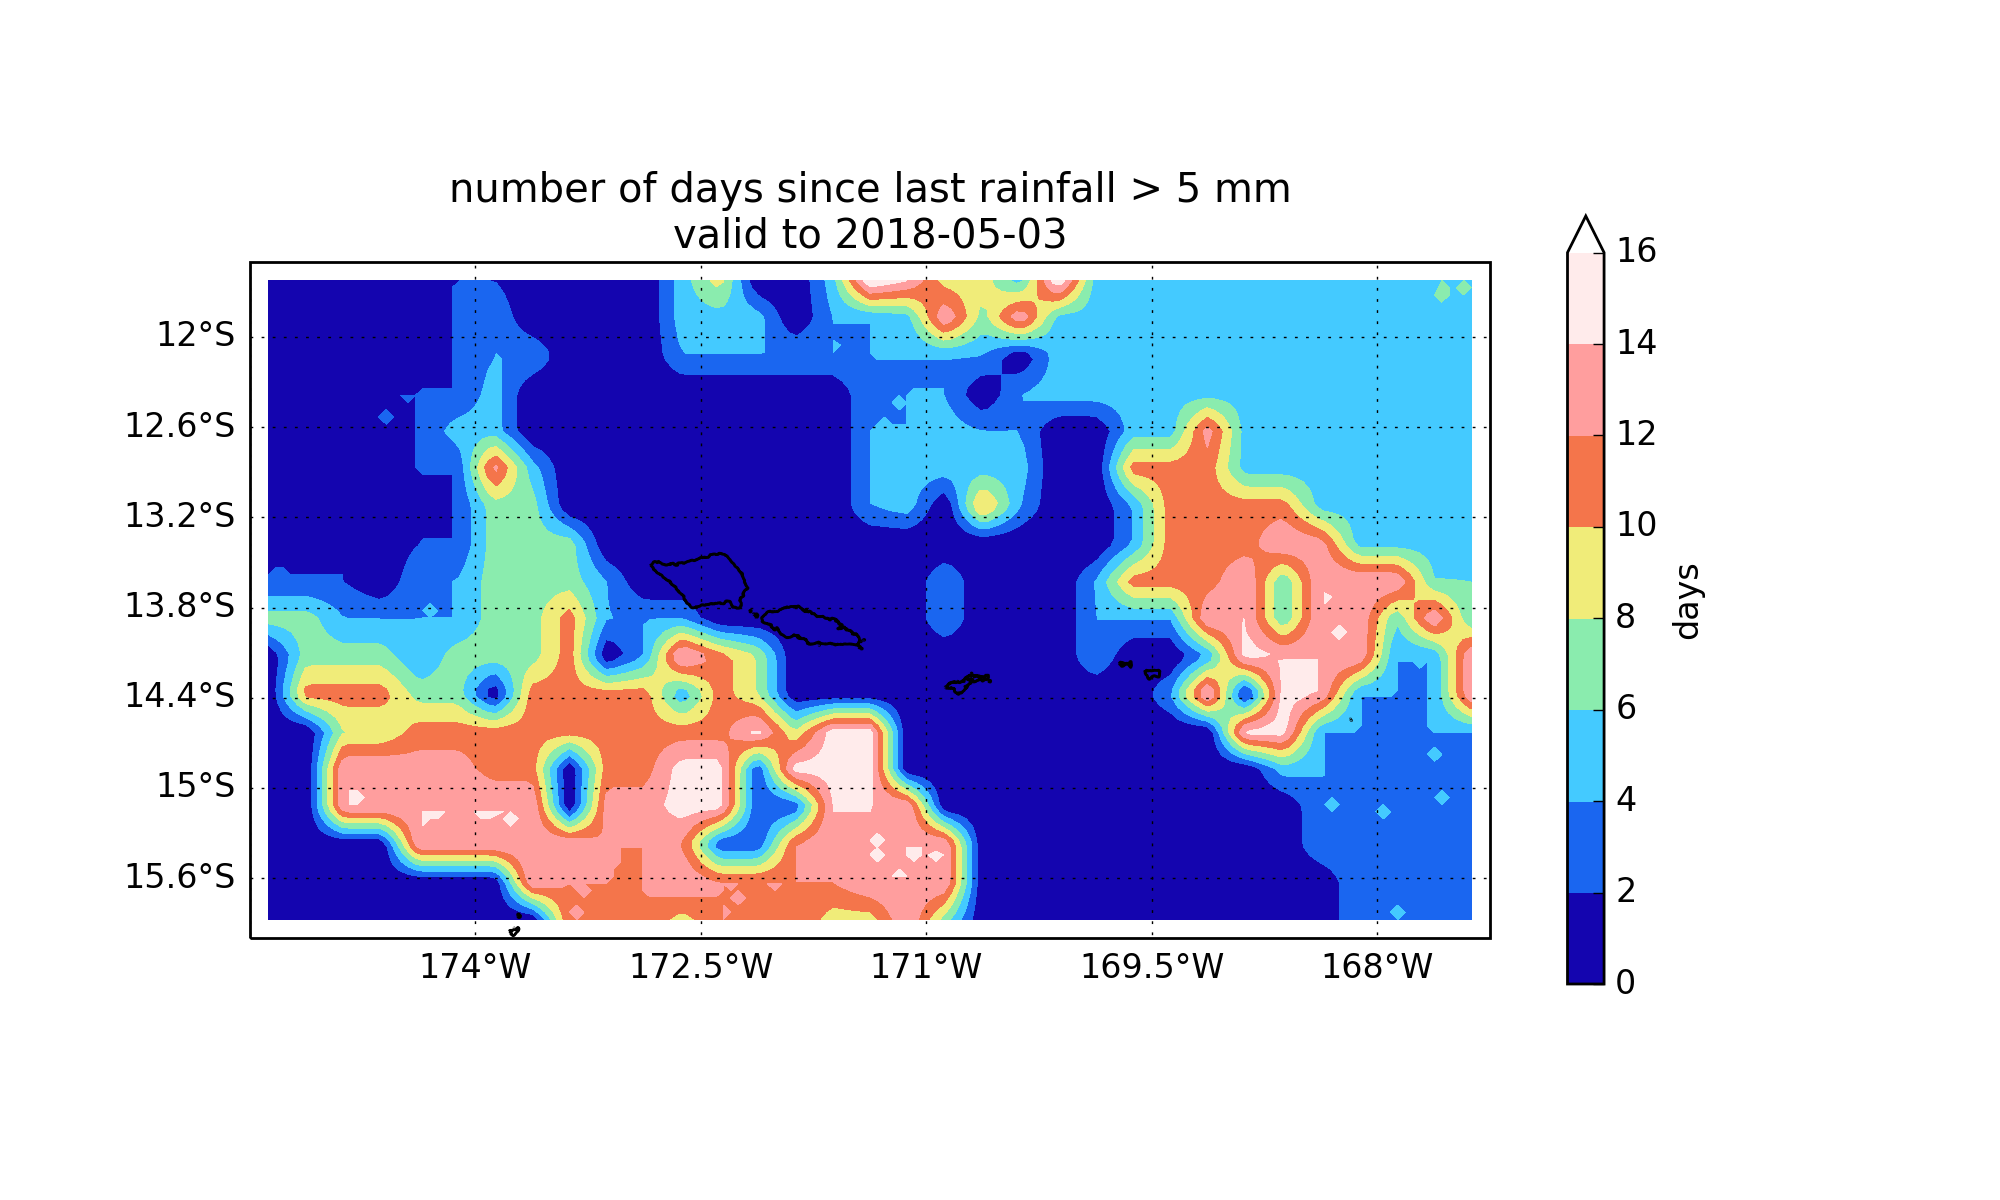 number of days since last rainfall > 5 mm
valid to 2018-05-03
12°S
12.6°S
13.2°S
13.8°S
14.4°S
15°S
15.6°S
174°W
172.5°W
171°W
169.5°W
168°W
16
14
12
10
8
6
4
2
0
days